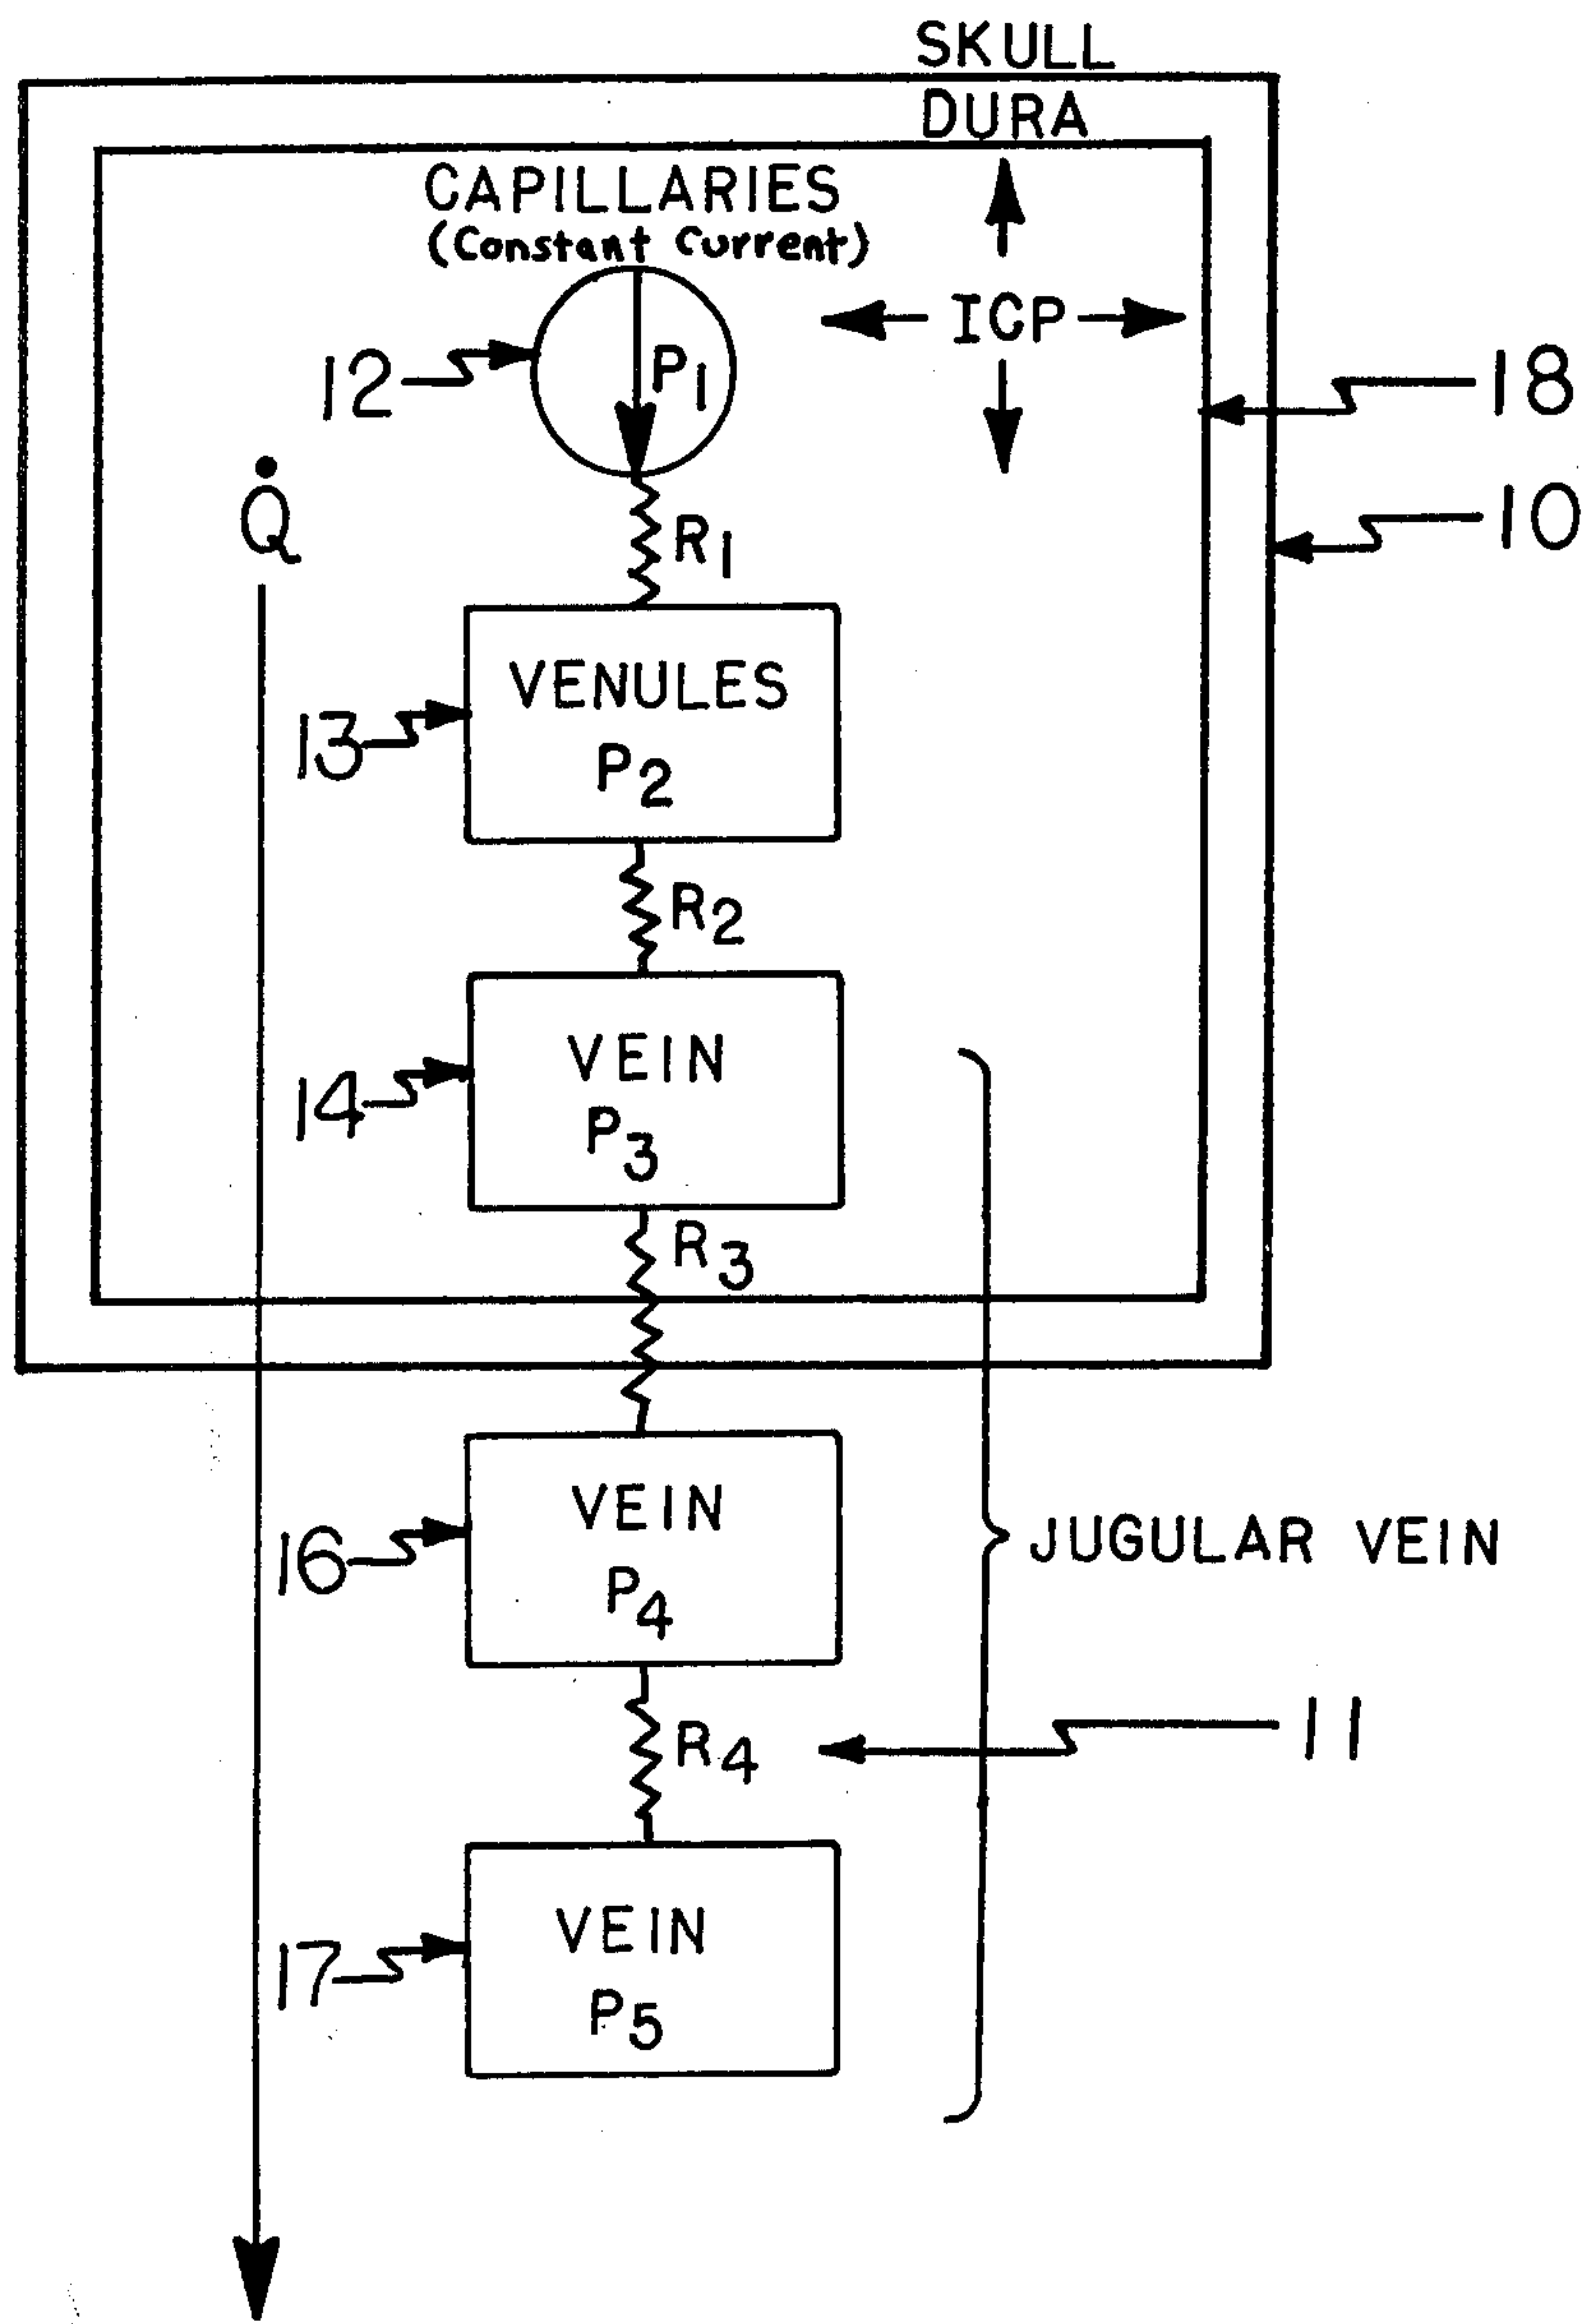 SKULL
DURA
CAPILLARIES
(Constant Current)
ICP
12
P1
18
Q̇
10
R1
VENULES
13
P2
R2
VEIN
14
P3
R3
VEIN
16
P4
JUGULAR VEIN
R4
11
VEIN
17
P5